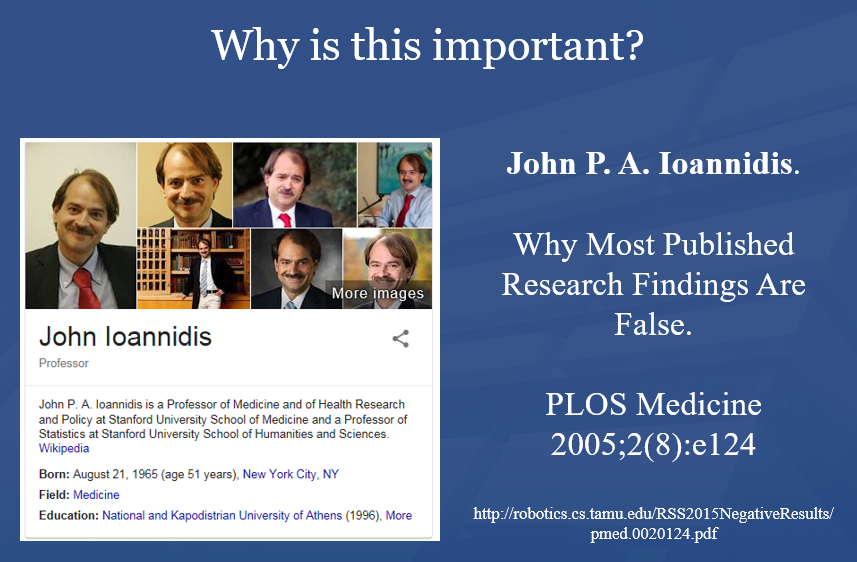 Why is this important?
More images
John Ioannidis
Professor
John P. A. Ioannidis is a Professor of Medicine and of Health Research
and Policy at Stanford University School of Medicine and a Professor of
Statistics at Stanford University School of Humanities and Sciences.
Wikipedia
Born: August 21, 1965 (age 51 years), New York City, NY
Field: Medicine
Education: National and Kapodistrian University of Athens (1996), More
John P. A. Ioannidis.
Why Most Published
Research Findings Are
False.
PLOS Medicine
2005;2(8):e124
http://robotics.cs.tamu.edu/RSS2015NegativeResults/
pmed.0020124.pdf